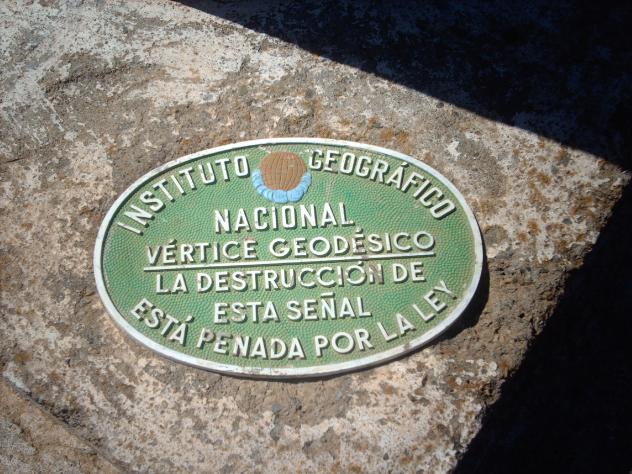 INSTITUTO GEOGRÁFICO
NACIONAL
VÉRTICE GEODÉSICO
LA DESTRUCCIÓN DE
ESTA SEÑAL
ESTÁ PENADA POR LA LEY